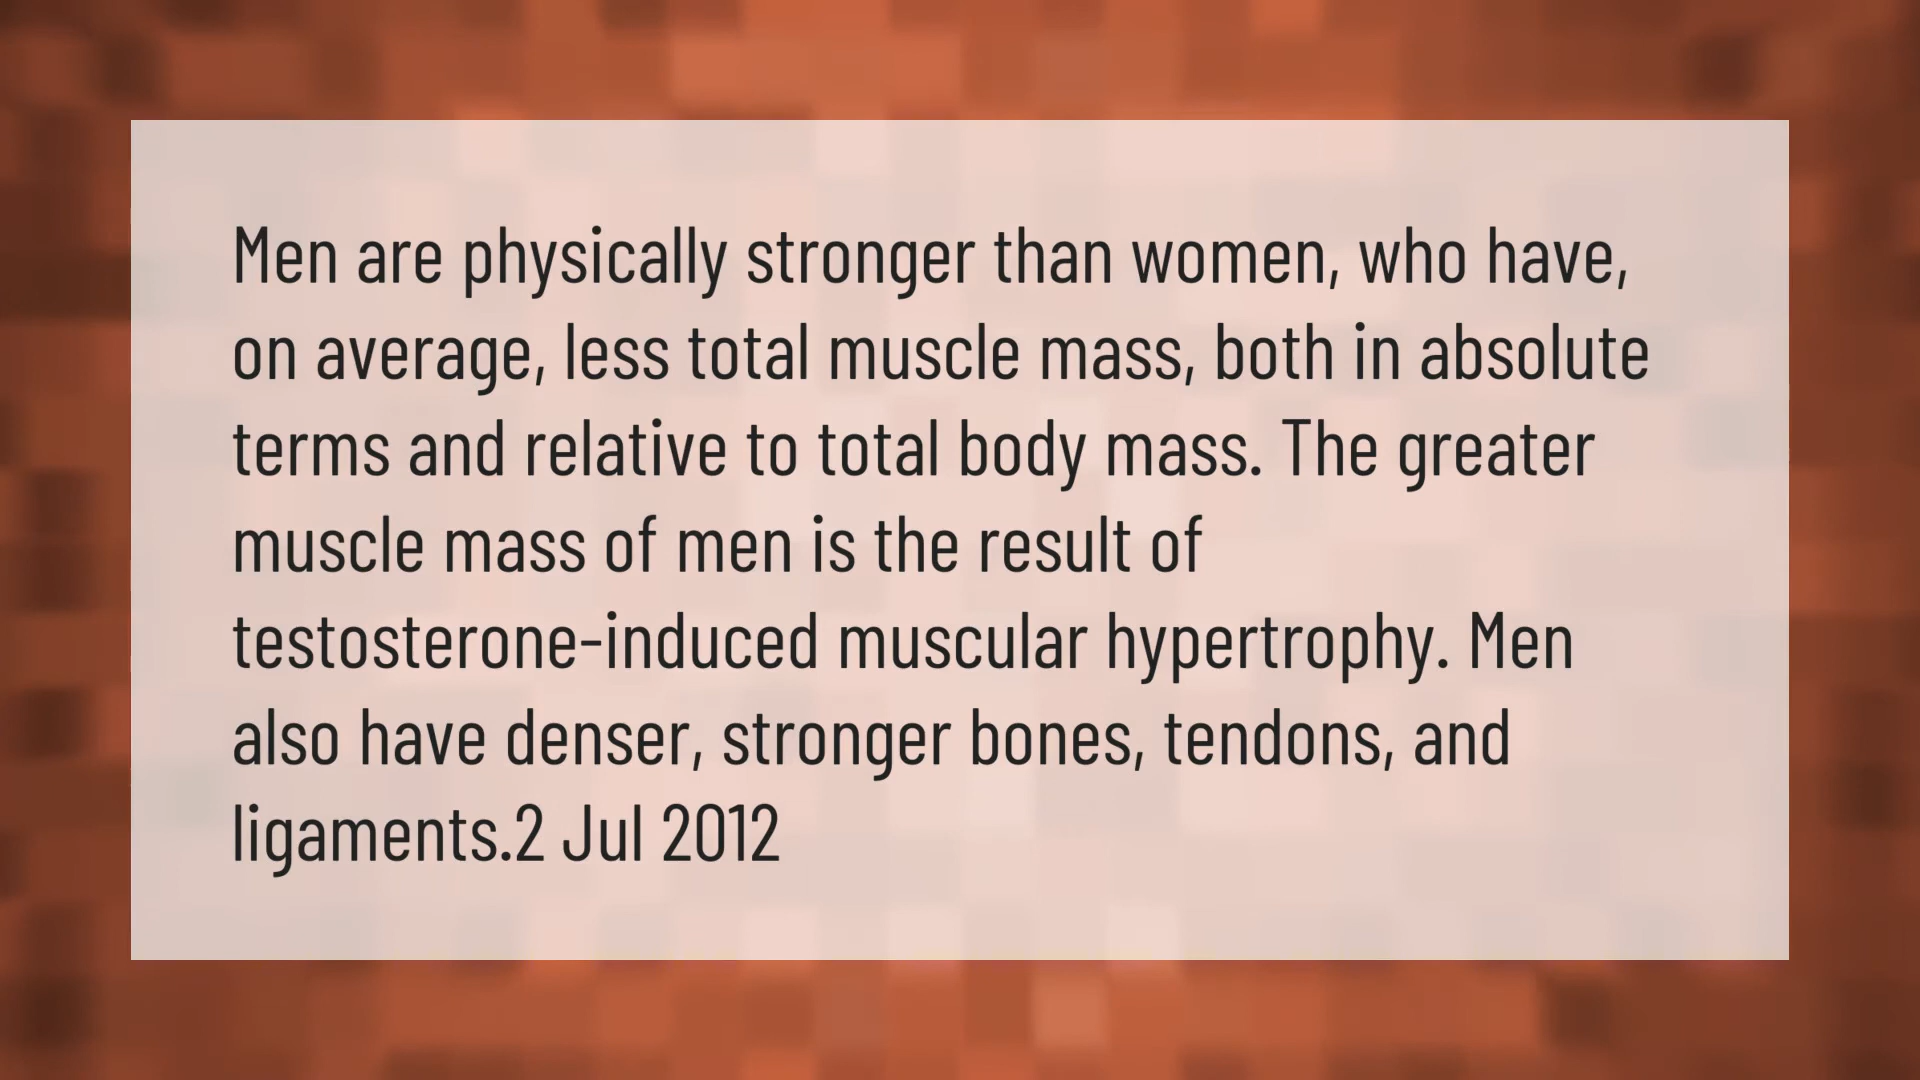 Men are physically stronger than women, who have,
on average, less total muscle mass, both in absolute
terms and relative to total body mass. The greater
muscle mass of men is the result of
testosterone-induced muscular hypertrophy. Men
also have denser, stronger bones, tendons, and
ligaments.2 Jul 2012